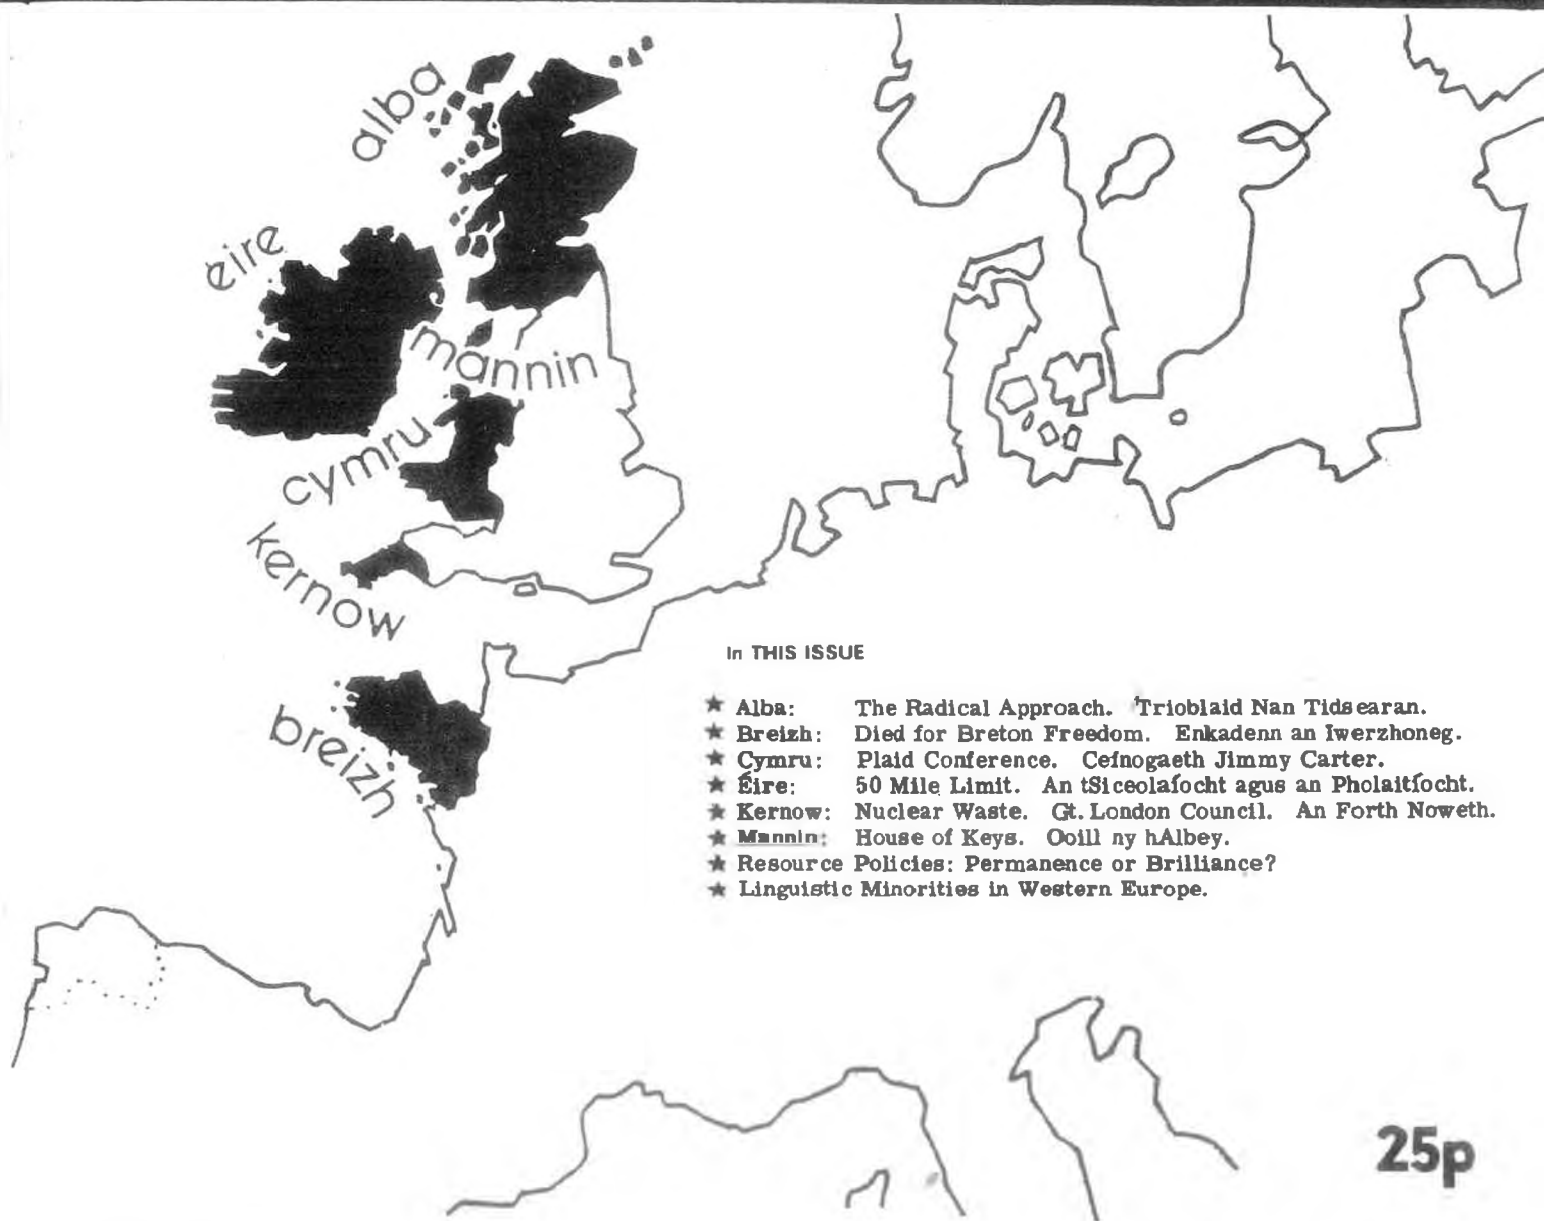 alba
éire
mannin
cymru
kernow
breizh
In THIS ISSUE
★ Alba: The Radical Approach. Trioblaid Nan Tidsearan.
★ Breizh: Died for Breton Freedom. Enkadenn an Iwerzhoneg.
★ Cymru: Plaid Conference. Cefnogaeth Jimmy Carter.
★ Éire: 50 Mile Limit. An tSiceolaíocht agus an Pholaitíocht.
★ Kernow: Nuclear Waste. Gt. London Council. An Forth Noweth.
★ Mannin: House of Keys. Ooill ny hAlbey.
★ Resource Policies: Permanence or Brilliance?
★ Linguistic Minorities in Western Europe.
25p